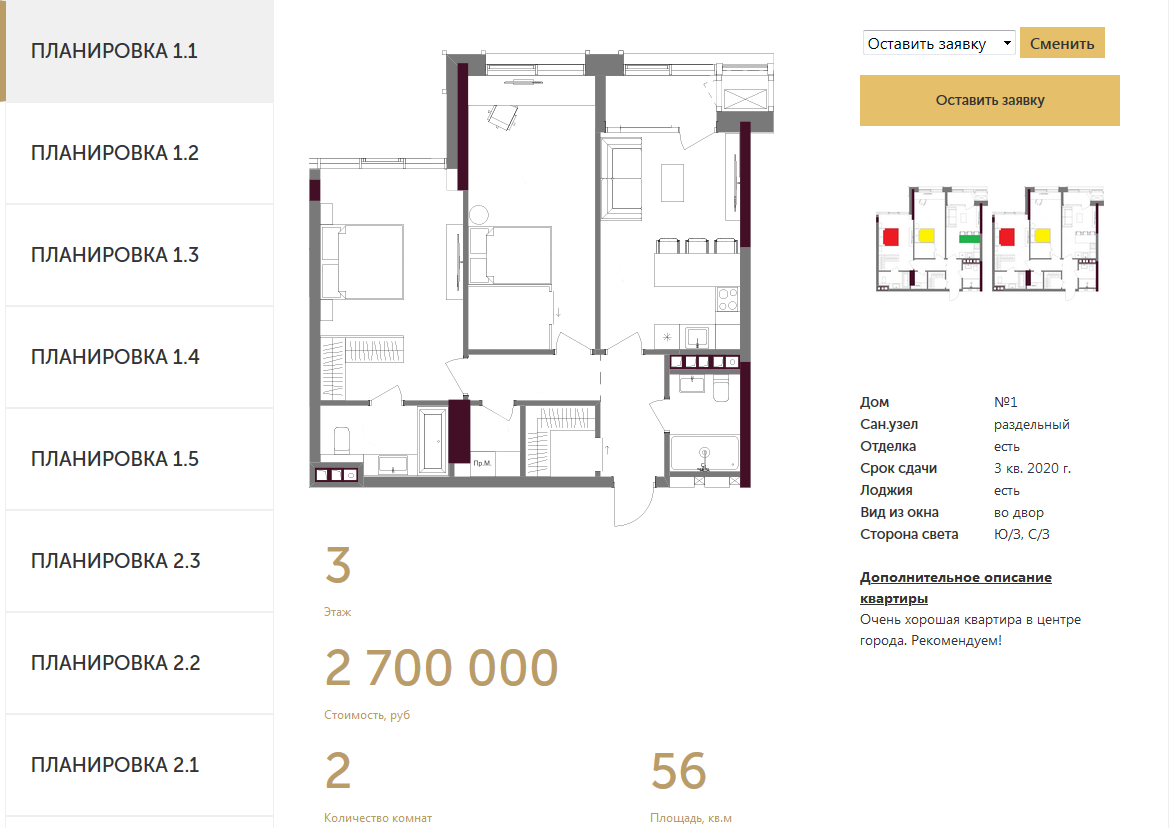 ПЛАНИРОВКА 1.1
ПЛАНИРОВКА 1.2
ПЛАНИРОВКА 1.3
ПЛАНИРОВКА 1.4
ПЛАНИРОВКА 1.5
ПЛАНИРОВКА 2.3
ПЛАНИРОВКА 2.2
ПЛАНИРОВКА 2.1
Пр.М.
3
Этаж
2 700 000
Стоимость, руб
2
Количество комнат
56
Площадь, кв.м
Оставить заявку
Сменить
Оставить заявку
Дом №1
Сан.узел раздельный
Отделка есть
Срок сдачи 3 кв. 2020 г.
Лоджия есть
Вид из окна во двор
Сторона света Ю/З, С/З
Дополнительное описание
квартиры
Очень хорошая квартира в центре
города. Рекомендуем!